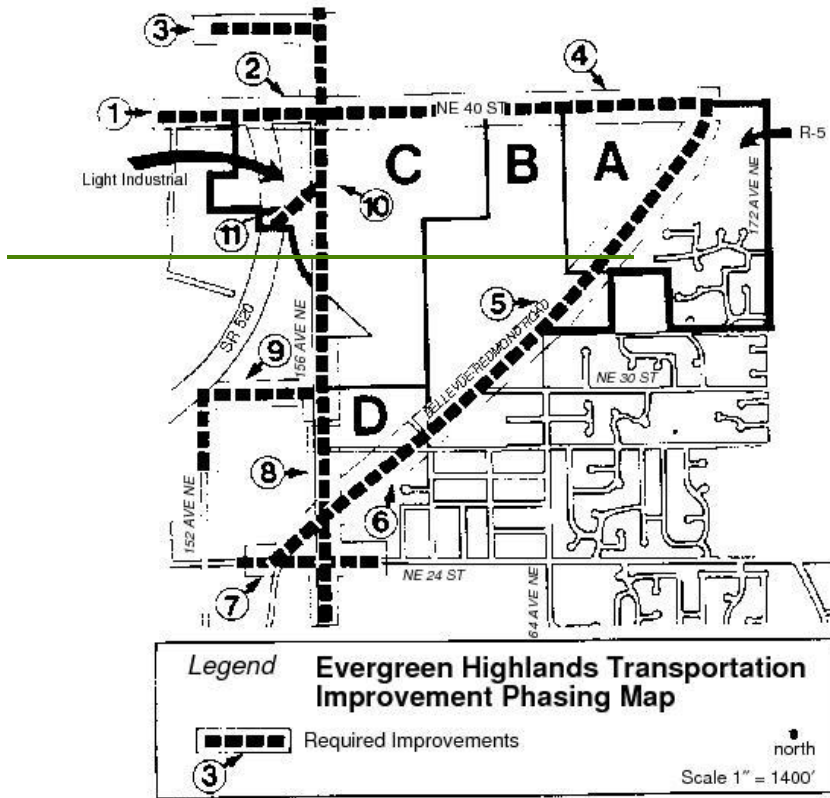 3
2
4
1
NE 40 ST
R-5
Light Industrial
C
B
A
172 AVE NE
10
11
5
SR 520
156 AVE NE
BELLEVUE-REDMOND ROAD
9
NE 30 ST
D
8
6
152 AVE NE
7
NE 24 ST
64 AVE NE
Legend
Evergreen Highlands Transportation
Improvement Phasing Map
Required Improvements
3
north
Scale 1" = 1400'